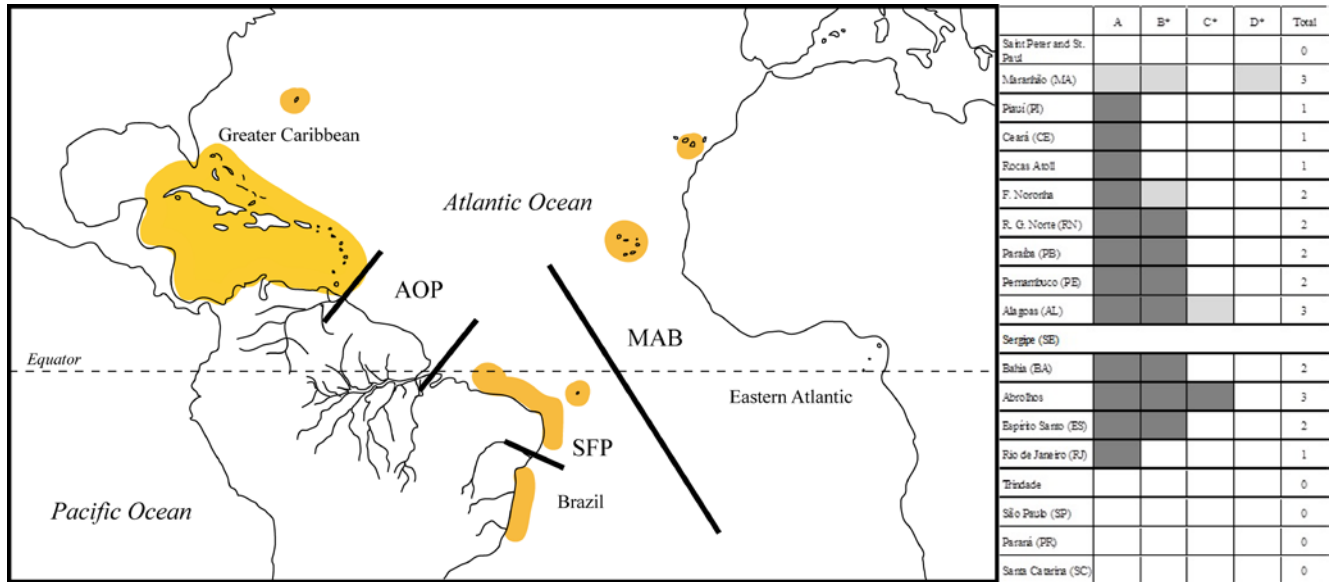 Greater Caribbean
Atlantic Ocean
AOP
MAB
Equator
Eastern Atlantic
SFP
Brazil
Pacific Ocean
A B* C* D* Total
Saint Peter and St. Paul 0
Maranhão (MA) 3
Piauí (PI) 1
Ceará (CE) 1
Rocas Atoll 1
F. Noronha 2
R. G. Norte (RN) 2
Paraíba (PB) 2
Pernambuco (PE) 2
Alagoas (AL) 3
Sergipe (SE)
Bahia (BA) 2
Abrolhos 3
Espírito Santo (ES) 2
Rio de Janeiro (RJ) 1
Trindade 0
São Paulo (SP) 0
Paraná (PR) 0
Santa Catarina (SC) 0